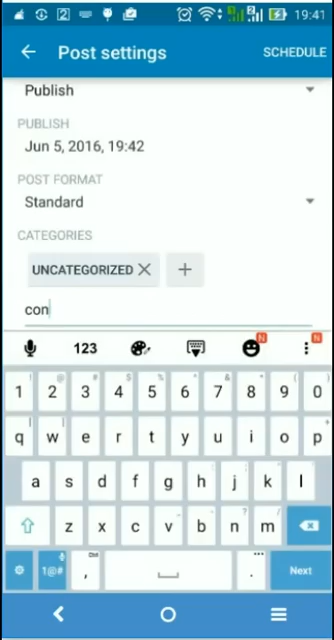 19:41
Post settings
SCHEDULE
Publish
PUBLISH
Jun 5, 2016, 19:42
POST FORMAT
Standard
CATEGORIES
UNCATEGORIZED
con
123
N
N
1 2 3 4 5 6 7 8 9 0
q w e r t y u i o p
a s d f g h j k l
z x c v b n m
1@# , . Next